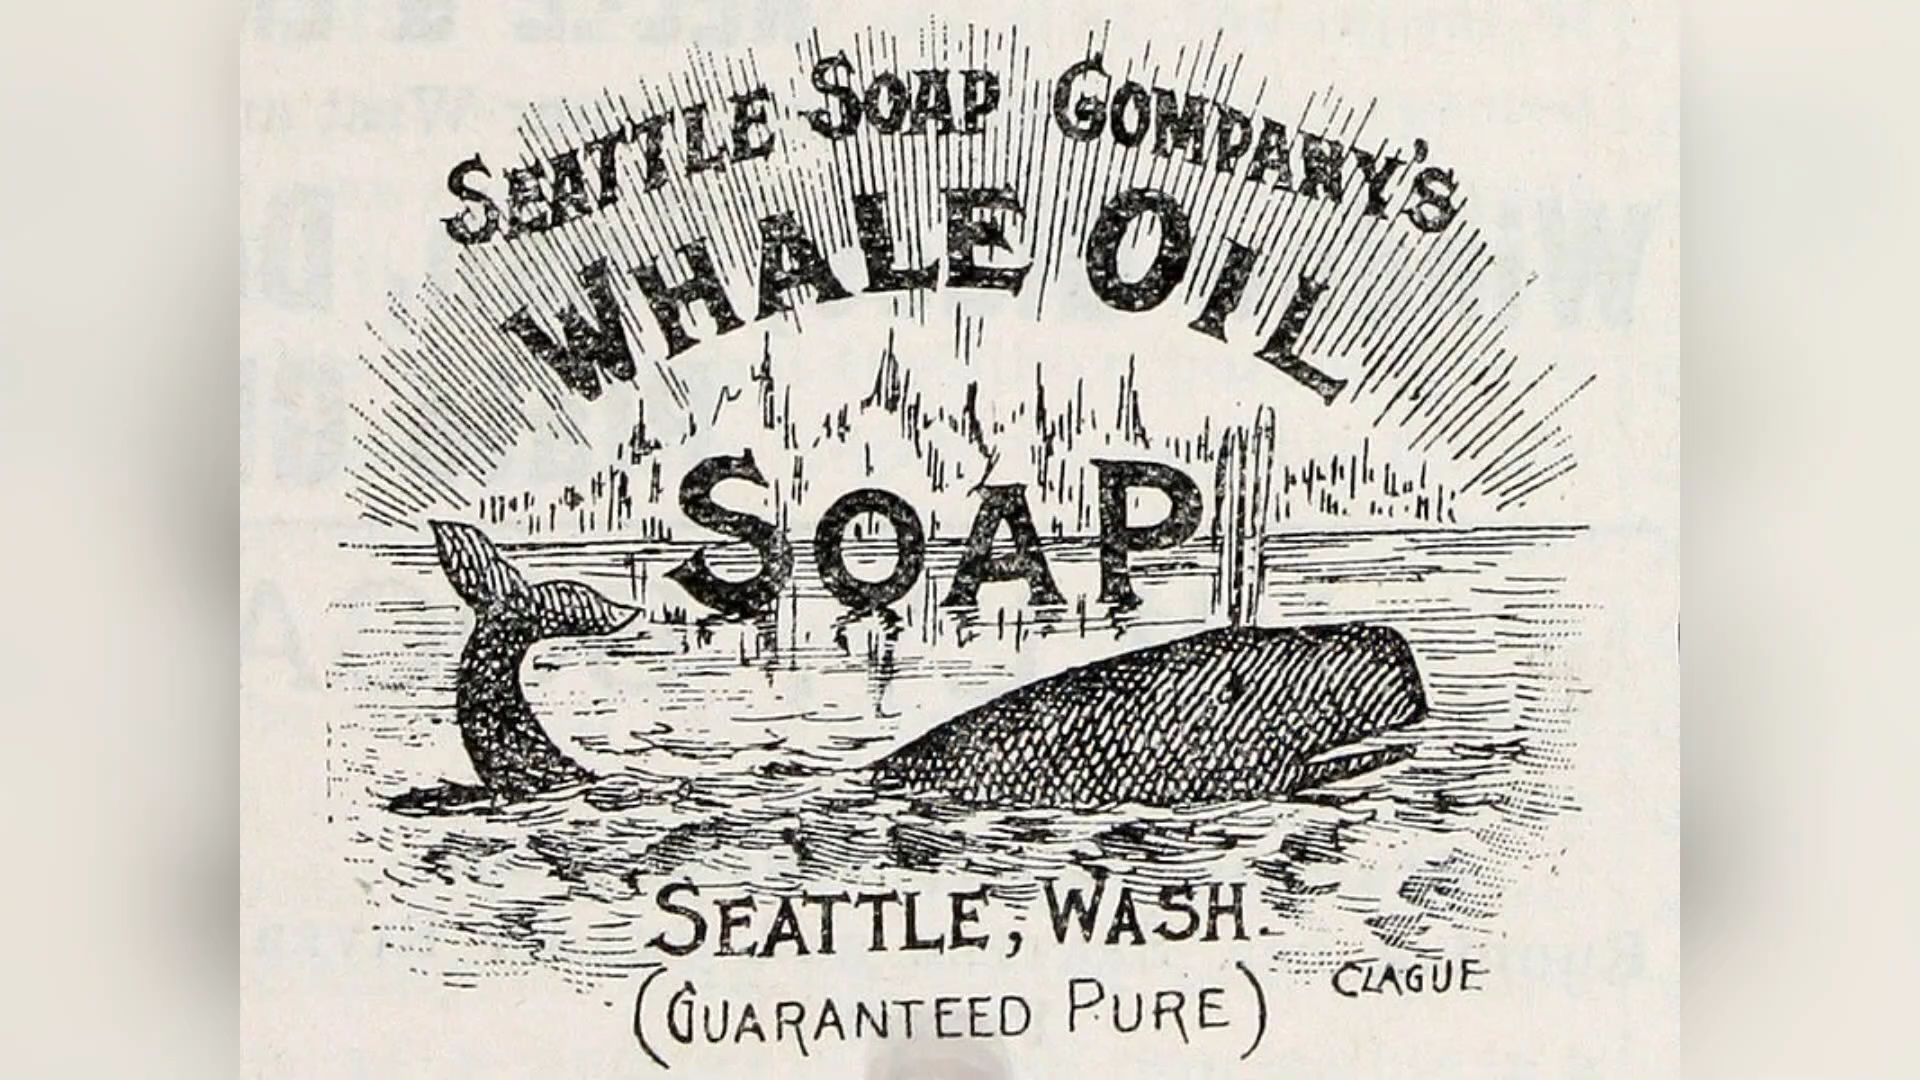 SEATTLE SOAP COMPANY'S
WHALE OIL
SOAP
SEATTLE, WASH.
(GUARANTEED PURE)
CLAGUE